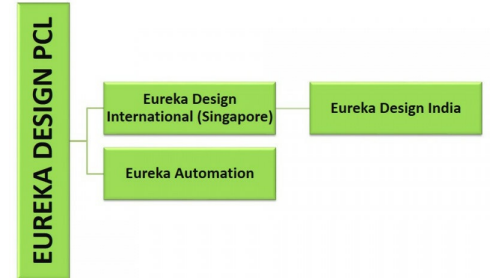 EUREKA DESIGN PCL
Eureka Design
International (Singapore)
Eureka Design India
Eureka Automation